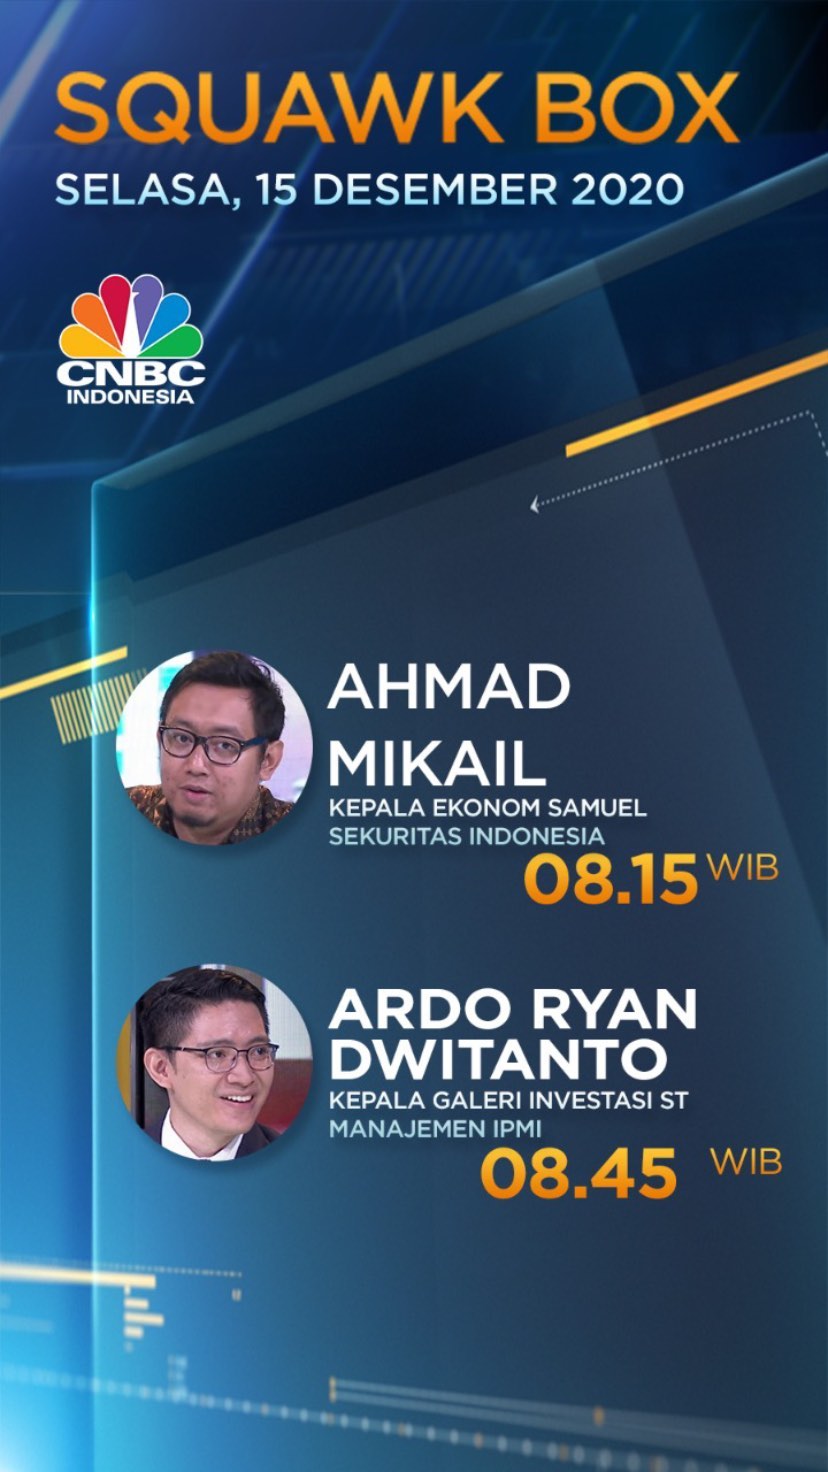 SQUAWK BOX
SELASA, 15 DESEMBER 2020
CNBC
INDONESIA
AHMAD
MIKAIL
KEPALA EKONOM SAMUEL
SEKURITAS INDONESIA
08.15 WIB
ARDO RYAN
DWITANTO
KEPALA GALERI INVESTASI ST
MANAJEMEN IPMI
08.45 WIB